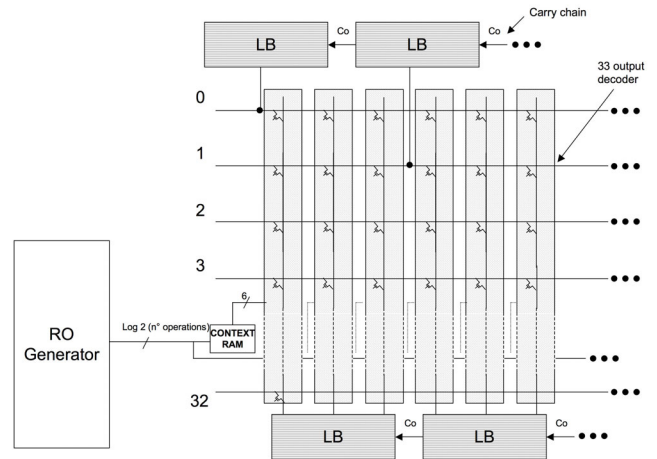 Carry chain
Co
Co
LB
LB
33 output
decoder
0
1
2
3
6
Log 2 (n° operations)
CONTEXT
RAM
RO
Generator
32
LB
Co
LB
Co